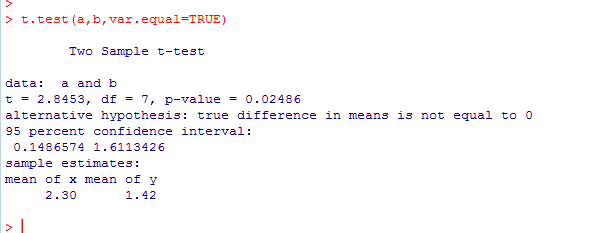 >
> t.test(a,b,var.equal=TRUE)
Two Sample t-test
data:  a and b
t = 2.8453, df = 7, p-value = 0.02486
alternative hypothesis: true difference in means is not equal to 0
95 percent confidence interval:
 0.1486574 1.6113426
sample estimates:
mean of x mean of y
     2.30      1.42
>